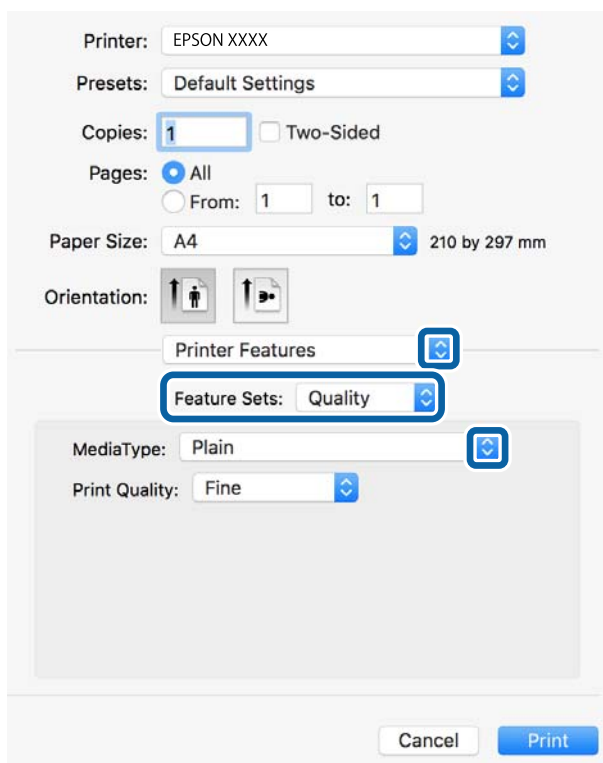 Printer: EPSON XXXX
Presets: Default Settings
Copies: 1 Two-Sided
Pages: All
From: 1 to: 1
Paper Size: A4 210 by 297 mm
Orientation:
Printer Features
Feature Sets: Quality
MediaType: Plain
Print Quality: Fine
Cancel Print